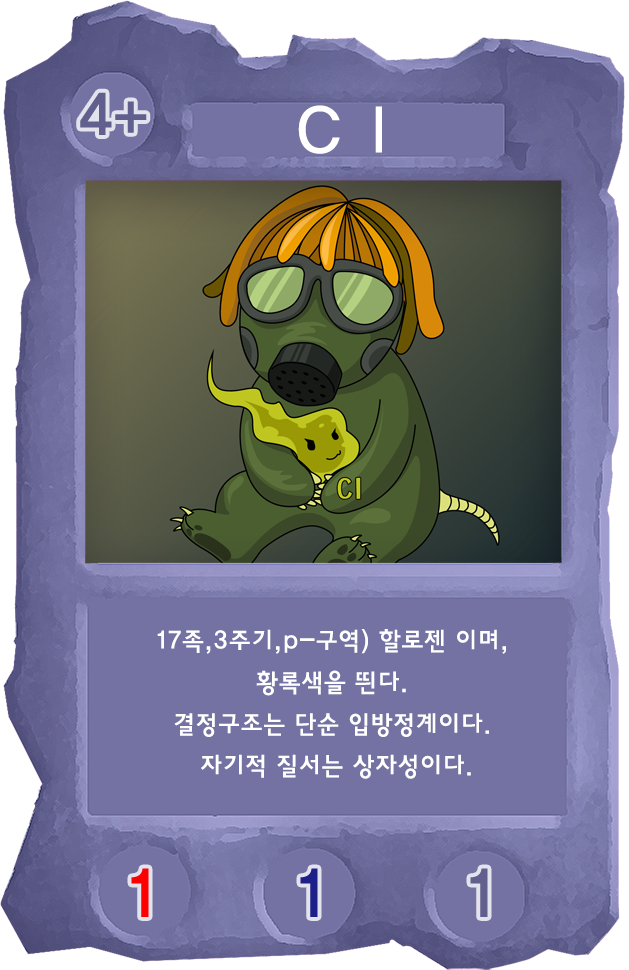 4+
Cl
Cl
17족,3주기,p-구역) 할로젠 이며,
황록색을 띈다.
결정구조는 단순 입방정계이다.
자기적 질서는 상자성이다.
1 1 1